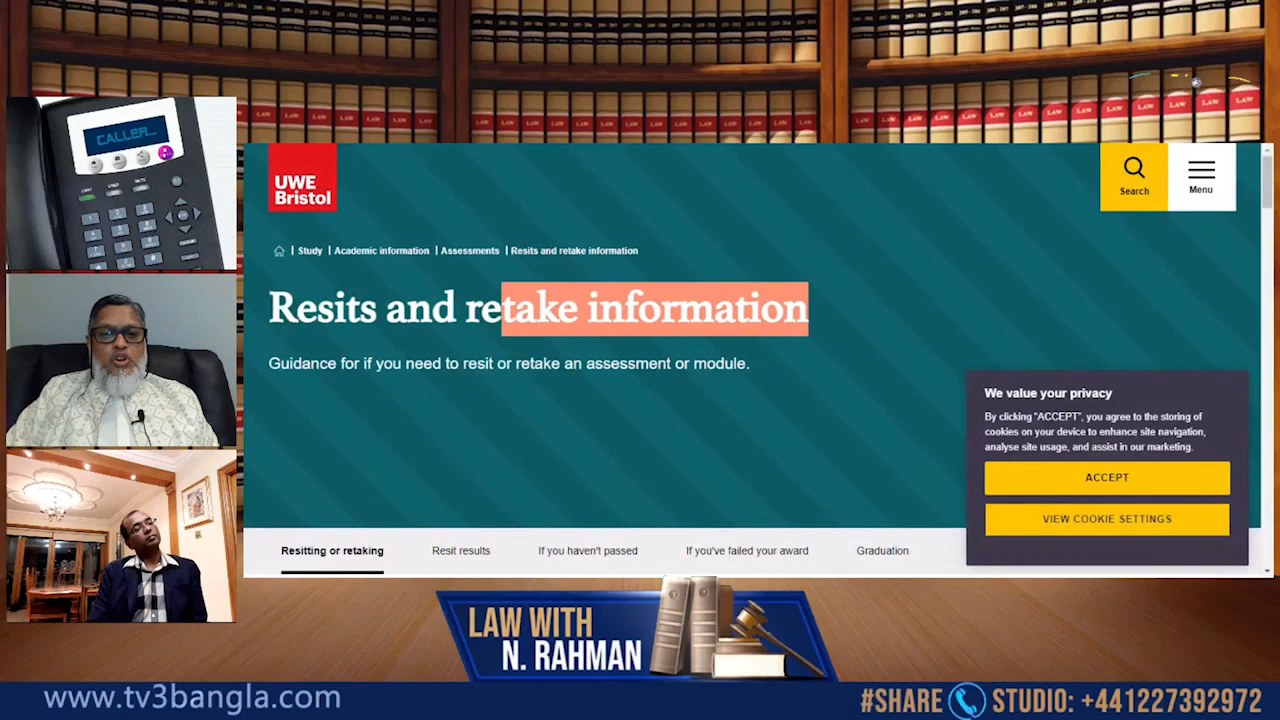 CALLER...
UWE
Bristol
Search
Menu
Study | Academic information | Assessments | Resits and retake information
Resits and retake information
Guidance for if you need to resit or retake an assessment or module.
We value your privacy
By clicking "ACCEPT", you agree to the storing of
cookies on your device to enhance site navigation,
analyse site usage, and assist in our marketing.
ACCEPT
VIEW COOKIE SETTINGS
Resitting or retaking
Resit results
If you haven't passed
If you've failed your award
Graduation
LAW WITH
N. RAHMAN
www.tv3bangla.com
#SHARE STUDIO: +441227392972